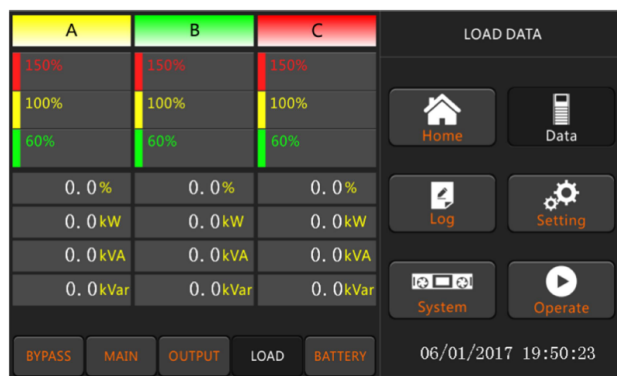 A B C
150% 150% 150%
100% 100% 100%
60% 60% 60%
0.0% 0.0% 0.0%
0.0kW 0.0kW 0.0kW
0.0kVA 0.0kVA 0.0kVA
0.0kVar 0.0kVar 0.0kVar
BYPASS MAIN OUTPUT LOAD BATTERY
LOAD DATA
Home Data
Log Setting
System Operate
06/01/2017 19:50:23